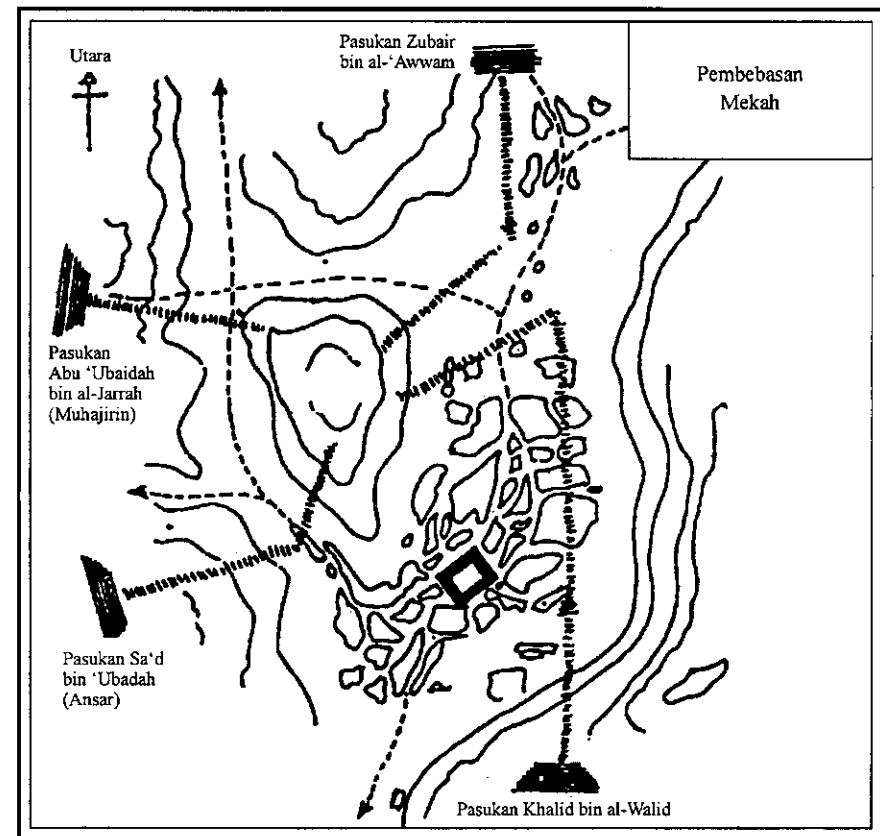 Pasukan Zubair
bin al-‘Awwam
Utara
Pembebasan
Mekah
Pasukan
Abu ‘Ubaidah
bin al-Jarrah
(Muhajirin)
Pasukan Sa‘d
bin ‘Ubadah
(Ansar)
Pasukan Khalid bin al-Walid